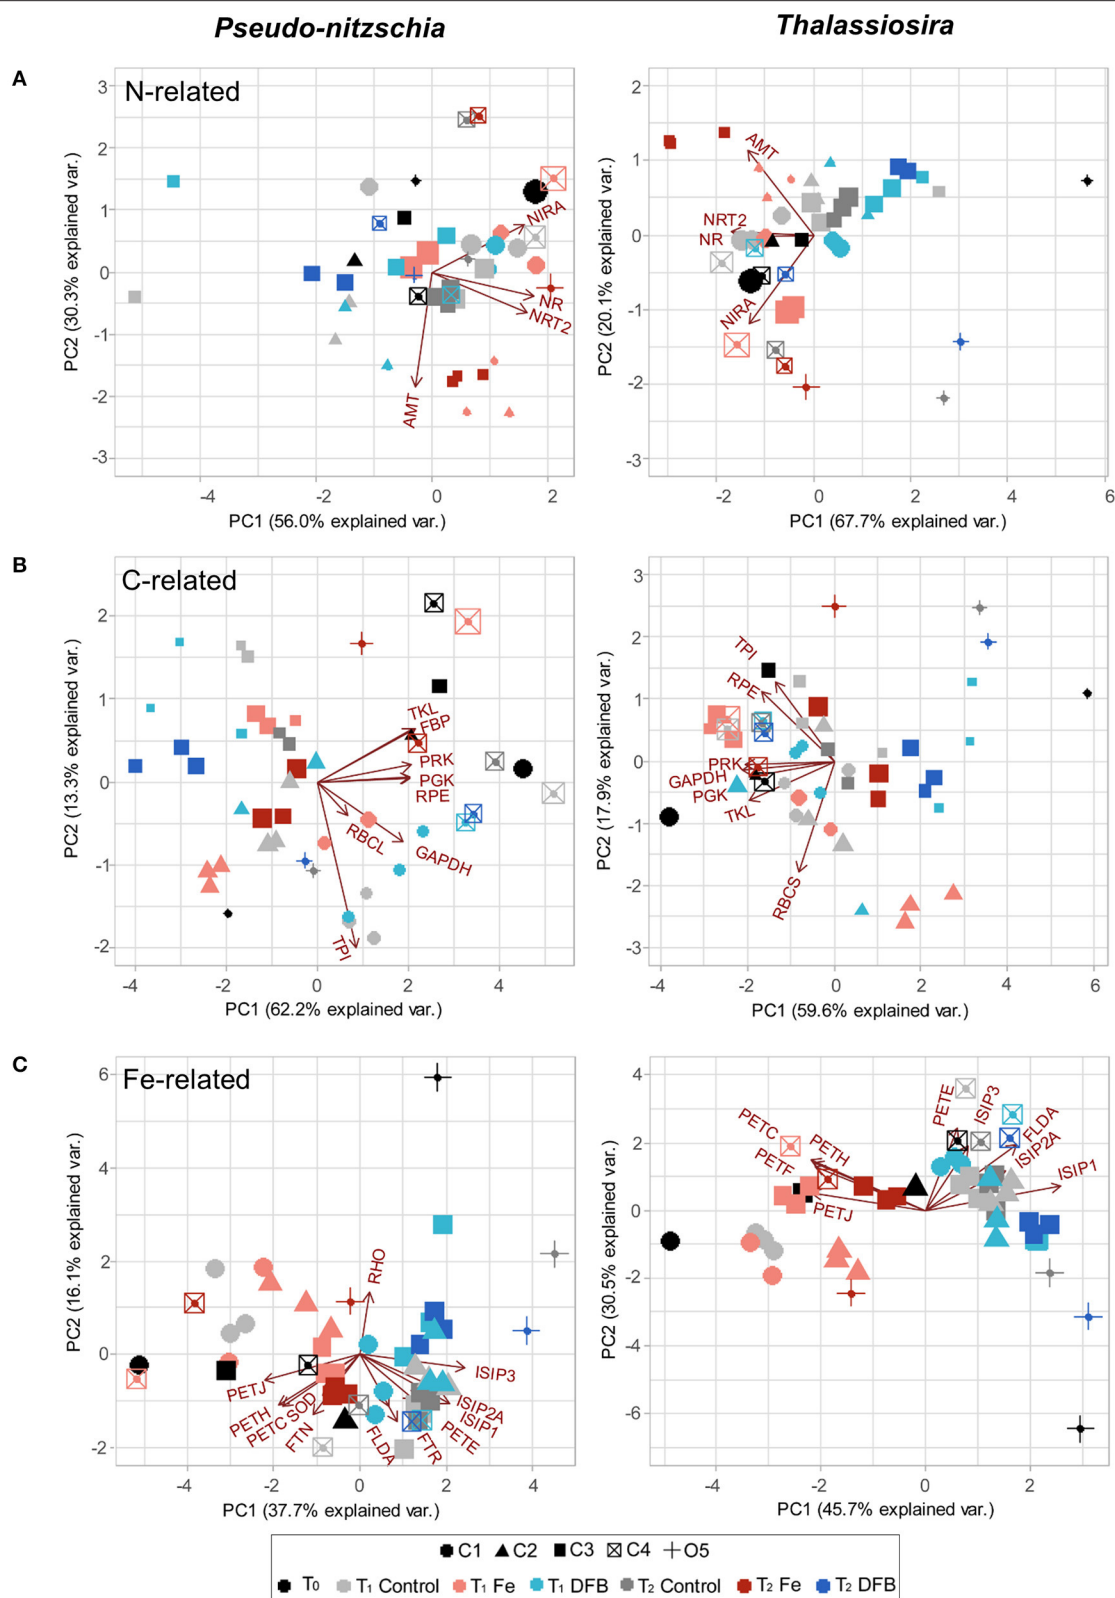 Pseudo-nitzschia
Thalassiosira
A
N-related
3
2
1
0
-1
-2
-3
PC2 (30.3% explained var.)
NIRA
NR
NRT2
AMT
-4
-2
0
2
PC1 (56.0% explained var.)
2
1
0
-1
-2
-3
PC2 (20.1% explained var.)
AMT
NRT2
NR
NIRA
-2
0
2
4
6
PC1 (67.7% explained var.)
B
C-related
2
1
0
-1
-2
PC2 (13.3% explained var.)
TKL
FBP
PRK
PGK
RPE
RBCL
GAPDH
TPI
-4
-2
0
2
4
PC1 (62.2% explained var.)
3
2
1
0
-1
-2
-3
PC2 (17.9% explained var.)
TPI
RPE
PRK
GAPDH
PGK
TKL
RBCS
-4
-2
0
2
4
6
PC1 (59.6% explained var.)
C
Fe-related
6
4
2
0
-2
PC2 (16.1% explained var.)
RHO
ISIP3
PETJ
PETH
PETC SOD
FTN
FLDA
FTR
ISIP2A
ISIP1
PETE
-4
-2
0
2
4
PC1 (37.7% explained var.)
4
2
0
-2
-4
-6
PC2 (30.5% explained var.)
PETC
PETH
PETF
PETJ
PETE
ISIP3
FLDA
ISIP2A
ISIP1
-4
-2
0
2
PC1 (45.7% explained var.)
C1 C2 C3 C4 O5
T0 T1 Control T1 Fe T1 DFB T2 Control T2 Fe T2 DFB